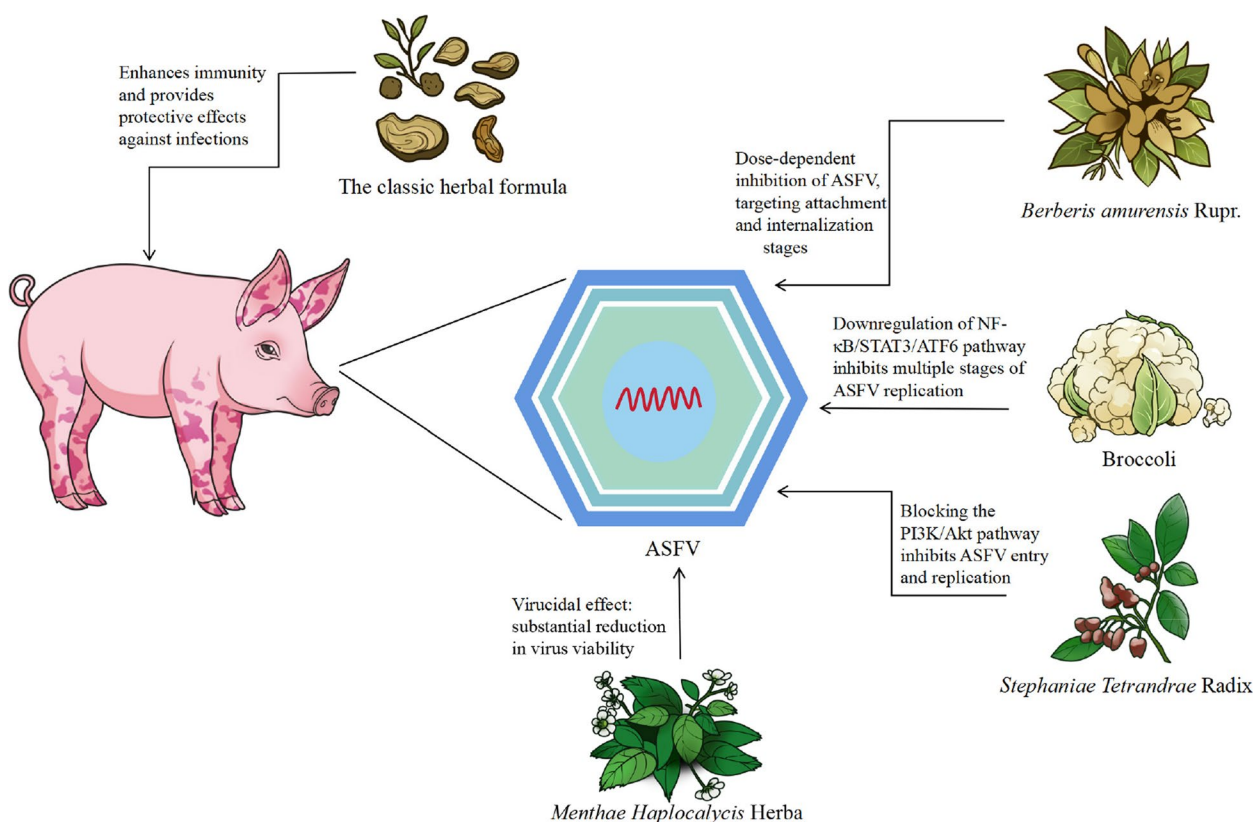 Enhances immunity
and provides
protective effects
against infections
The classic herbal formula
Dose-dependent
inhibition of ASFV,
targeting attachment
and internalization
stages
Berberis amurensis Rupr.
Downregulation of NF-
κB/STAT3/ATF6 pathway
inhibits multiple stages of
ASFV replication
Broccoli
Blocking the
PI3K/Akt pathway
inhibits ASFV entry
and replication
Stephaniae Tetrandrae Radix
ASFV
Virucidal effect:
substantial reduction
in virus viability
Menthae Haplocalycis Herba